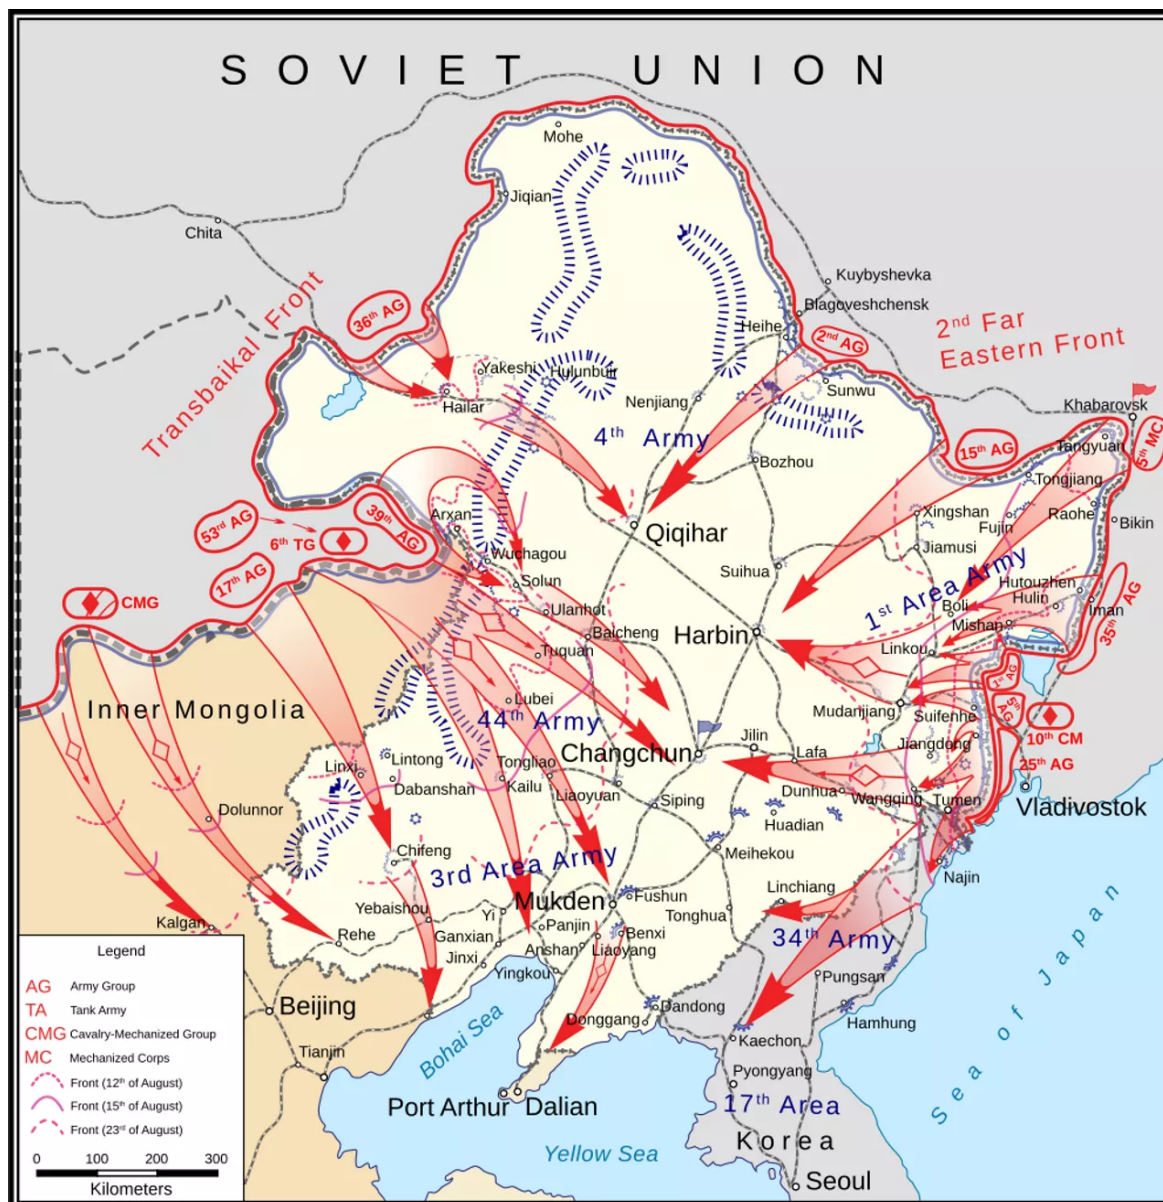 SOVIET UNION
Mohe
Jiqian
Chita
Kuybyshevka
Blagoveshchensk
Transbaikal Front
36th AG
Heihe
2nd AG
2nd Far
Eastern Front
Yakeshi
Hulunbuir
Hailar
Nenjiang
Sunwu
Khabarovsk
4th Army
15th AG
Tangyuan
5th MC
Bozhou
Tongjiang
53rd AG
39th AG
Arxan
6th TG
Qiqihar
Xingshan
Fujin
Raohe
Bikin
Wuchagou
Jiamusi
17th AG
Solun
Suihua
1st Area Army
Hutouzhen
Hulin
CMG
Ulanhot
Boli
Iman
35th AG
Baicheng
Harbin
Mishan
Tuquan
Linkou
1st AG
Inner Mongolia
Lubei
44th Army
Mudanjiang
Suifenhe
5th AG
10th CM
Changchun
Jilin
Lafa
Jiangdong
25th AG
Linxi
Lintong
Tongliao
Dabanshan
Kailu
Liaoyuan
Siping
Dunhua
Wangqing
Tumen
Vladivostok
Dolunnor
Huadian
Chifeng
Meihekou
3rd Area Army
Najin
Mukden
Fushun
Linchiang
Yebaishou
Yi
Tonghua
Kalgan
Rehe
Ganxian
Panjin
Benxi
34th Army
Jinxi
Anshan
Liaoyang
Yingkou
Pungsan
Sea of Japan
Legend
AG Army Group
TA Tank Army
CMG Cavalry-Mechanized Group
MC Mechanized Corps
Front (12th of August)
Front (15th of August)
Front (23rd of August)
0 100 200 300
Kilometers
Beijing
Tianjin
Bohai Sea
Dandong
Donggang
Hamhung
Kaechon
Pyongyang
Port Arthur
Dalian
17th Area
Korea
Yellow Sea
Seoul